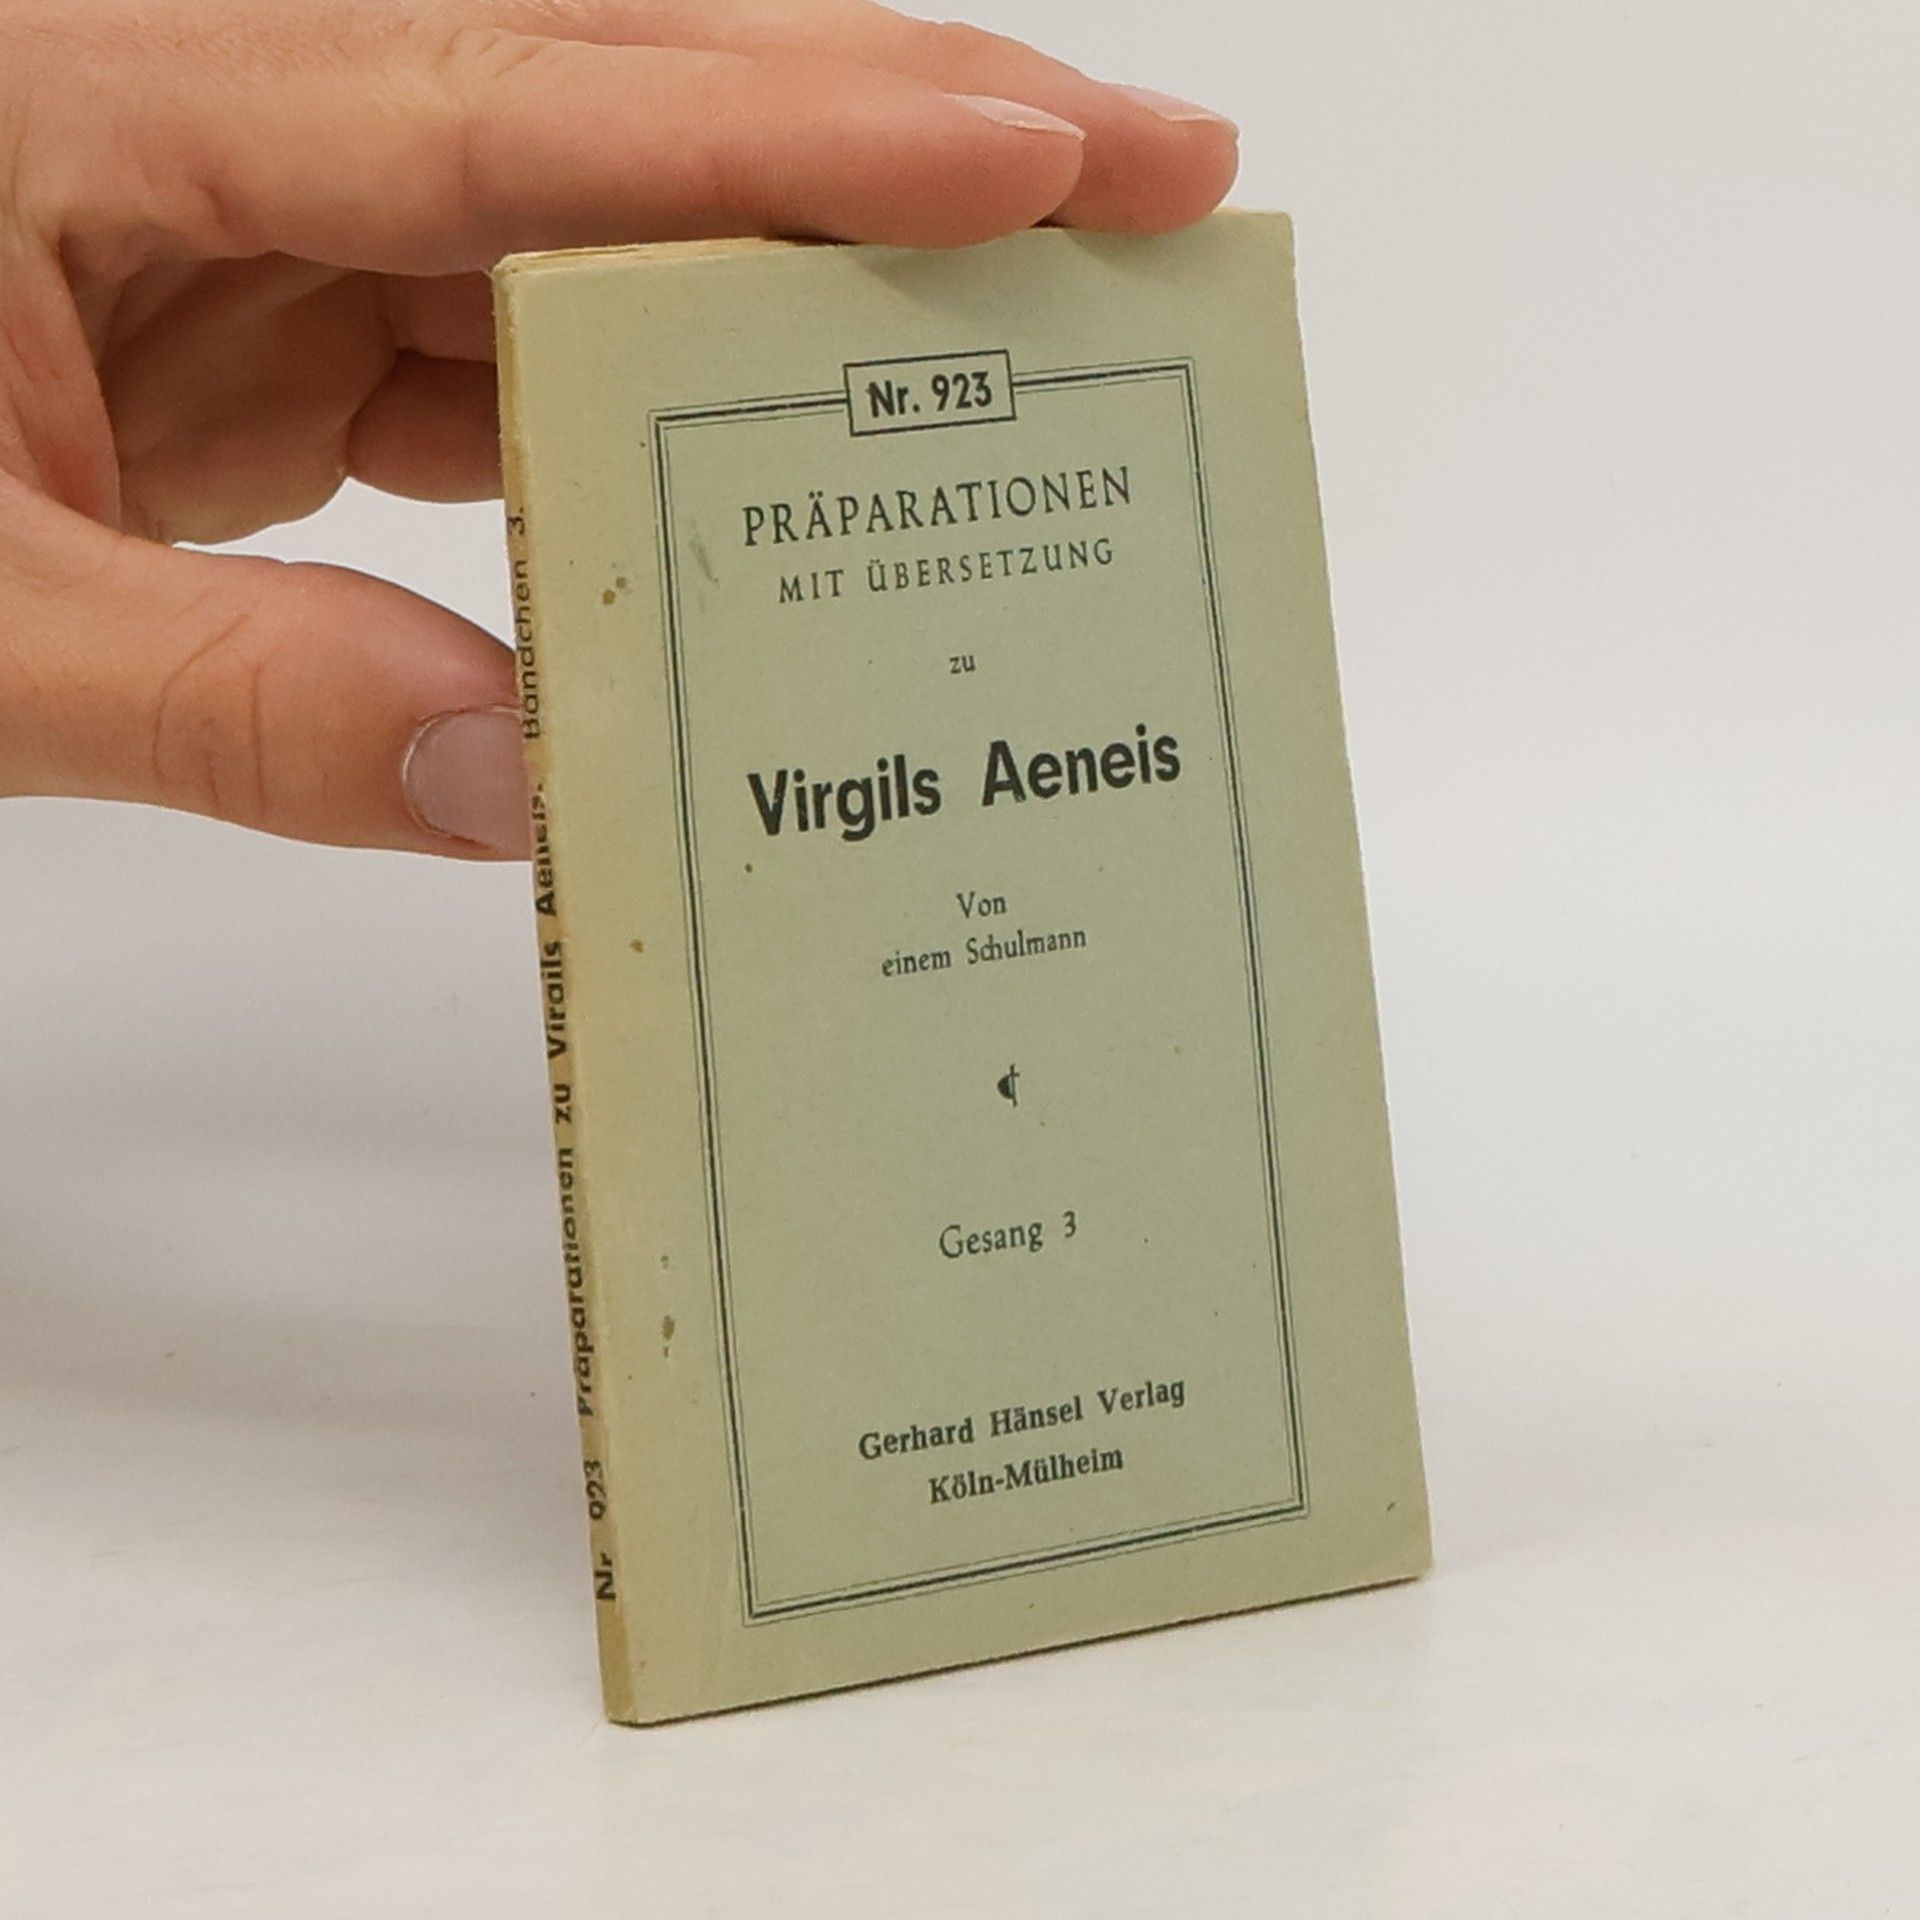 Nr. 923
PRÄPARATIONEN
MIT ÜBERSETZUNG
zu
Virgils Aeneis
Von
einem Schulmann
Gesang 3
Gerhard Hänsel Verlag
Köln-Mülheim
Nr 923 Präparationen zu Virgils Aeneis. Bändchen 3.